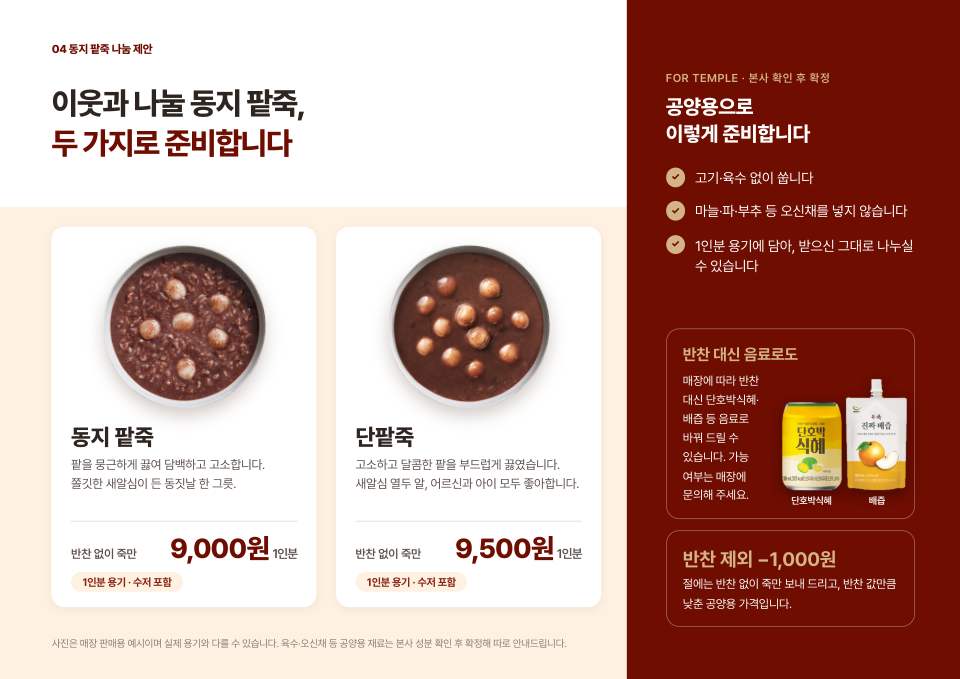 04 동지 팥죽 나눔 제안
이웃과 나눌 동지 팥죽,
두 가지로 준비합니다
동지 팥죽
팥을 뭉근하게 끓여 담백하고 고소합니다.
쫄깃한 새알심이 든 동짓날 한 그릇.
반찬 없이 죽만 9,000원 1인분
1인분 용기 · 수저 포함
단팥죽
고소하고 달콤한 팥을 부드럽게 끓였습니다.
새알심 열두 알, 어르신과 아이 모두 좋아합니다.
반찬 없이 죽만 9,500원 1인분
1인분 용기 · 수저 포함
사진은 매장 판매용 예시이며 실제 용기와 다를 수 있습니다. 육수·오신채 등 공양용 재료는 본사 성분 확인 후 확정해 따로 안내드립니다.
FOR TEMPLE · 본사 확인 후 확정
공양용으로
이렇게 준비합니다
고기·육수 없이 쑵니다
마늘·파·부추 등 오신채를 넣지 않습니다
1인분 용기에 담아, 받으신 그대로 나누실
수 있습니다
반찬 대신 음료로도
매장에 따라 반찬
대신 단호박식혜·
배즙 등 음료로
바꿔 드릴 수
있습니다. 가능
여부는 매장에
문의해 주세요.
단호박
식혜
진짜 배즙
단호박식혜
배즙
반찬 제외 −1,000원
절에는 반찬 없이 죽만 보내 드리고, 반찬 값만큼
낮춘 공양용 가격입니다.